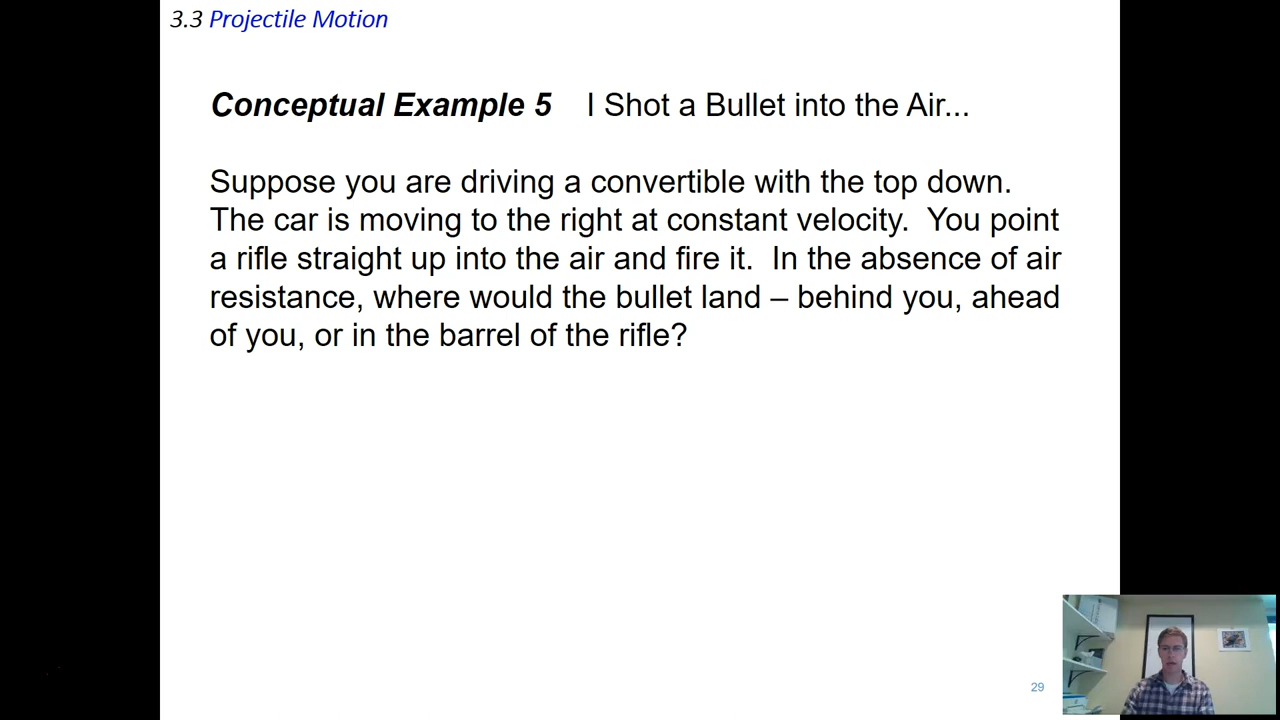 3.3 Projectile Motion
Conceptual Example 5 I Shot a Bullet into the Air...
Suppose you are driving a convertible with the top down.
The car is moving to the right at constant velocity. You point
a rifle straight up into the air and fire it. In the absence of air
resistance, where would the bullet land – behind you, ahead
of you, or in the barrel of the rifle?
29